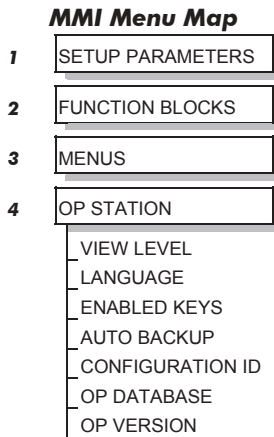 MMI Menu Map
1 SETUP PARAMETERS
2 FUNCTION BLOCKS
3 MENUS
4 OP STATION
VIEW LEVEL
LANGUAGE
ENABLED KEYS
AUTO BACKUP
CONFIGURATION ID
OP DATABASE
OP VERSION